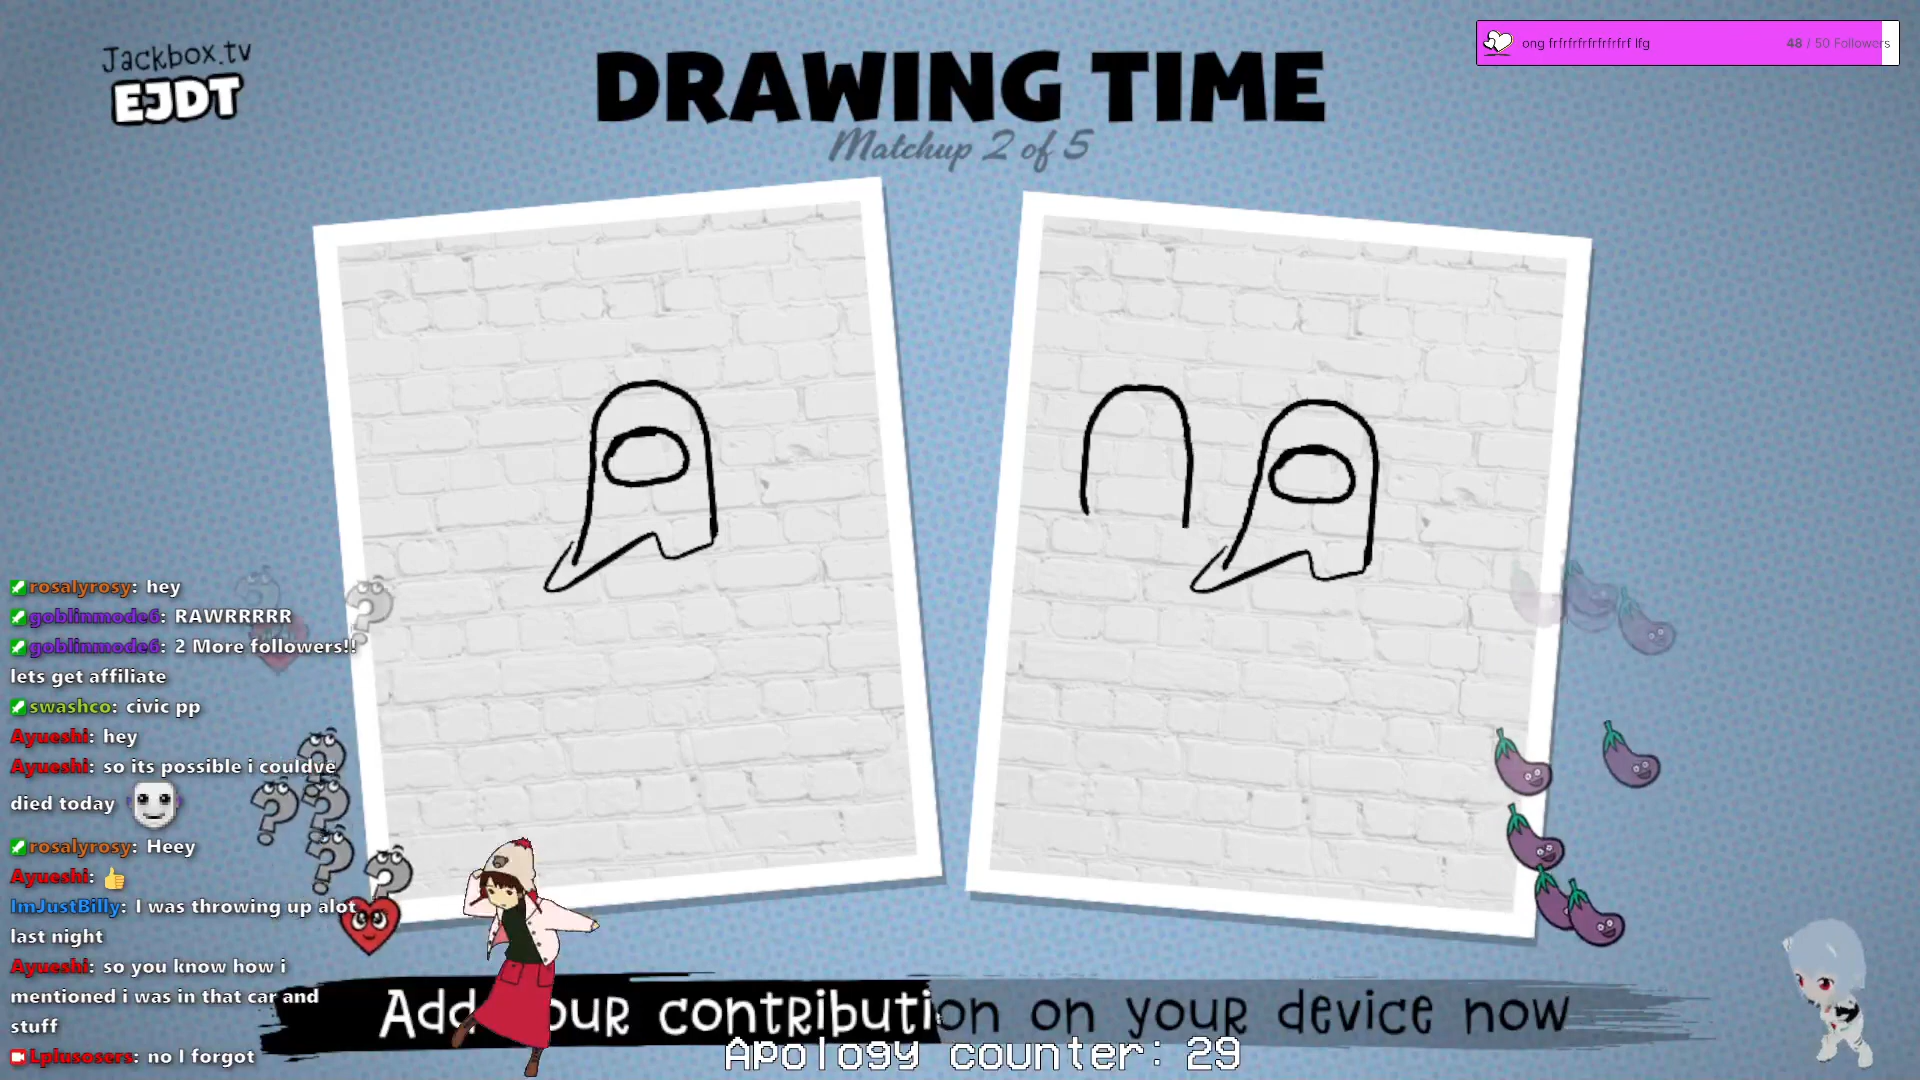 Jackbox.tv
EJDT
DRAWING TIME
Matchup 2 of 5
ong frfrfrfrfrfrfrfrf lfg
48 / 50 Followers
rosalyrosy: hey
goblinmode6: RAWRRRRR
goblinmode6: 2 More followers!!
lets get affiliate
swashco: civic pp
Ayueshi: hey
Ayueshi: so its possible i couldve
died today
rosalyrosy: Heey
Ayueshi:
ImJustBilly: I was throwing up alot
last night
Ayueshi: so you know how i
mentioned i was in that car and
stuff
Lplusosers: no I forgot
Add your contribution on your device now
Apology counter: 29